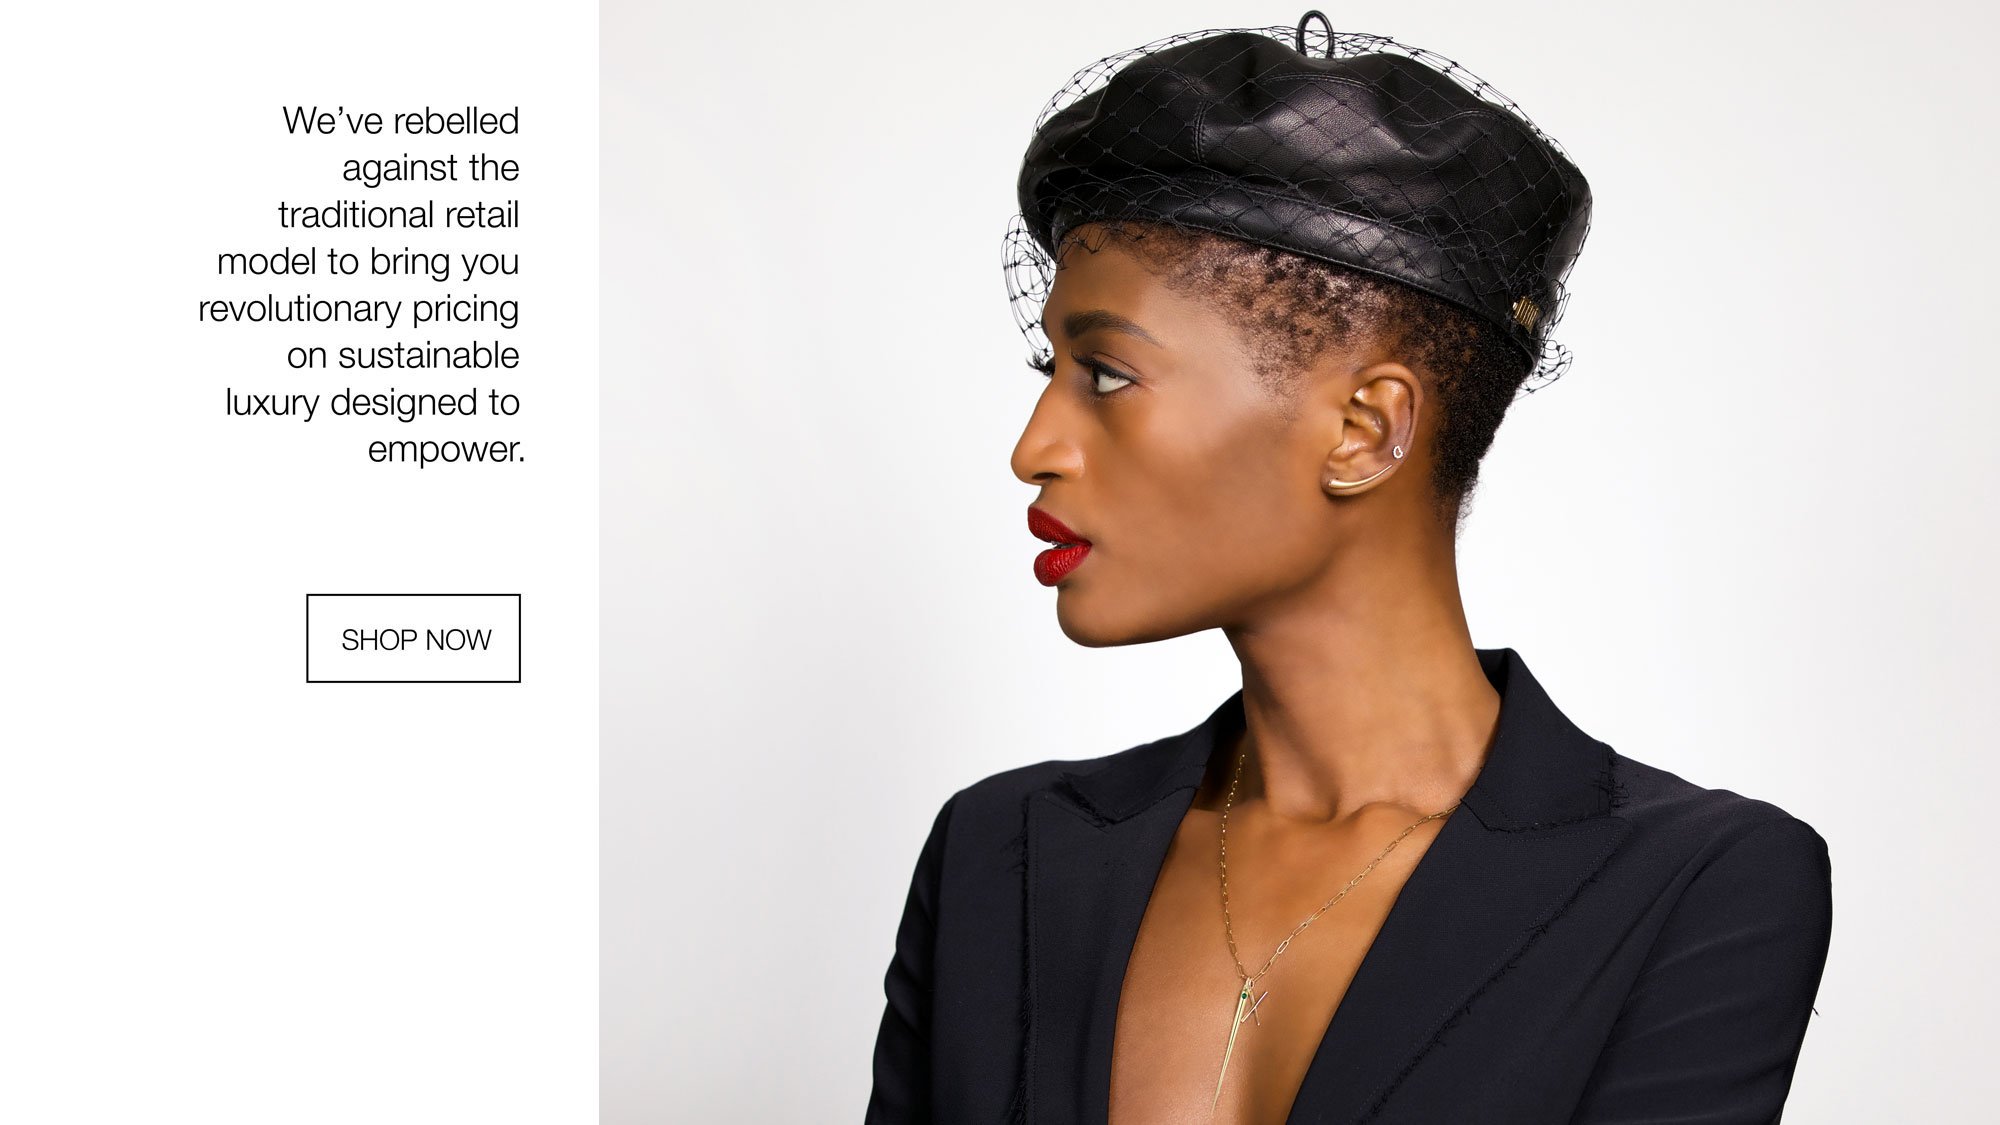 We’ve rebelled
against the
traditional retail
model to bring you
revolutionary pricing
on sustainable
luxury designed to
empower.
SHOP NOW